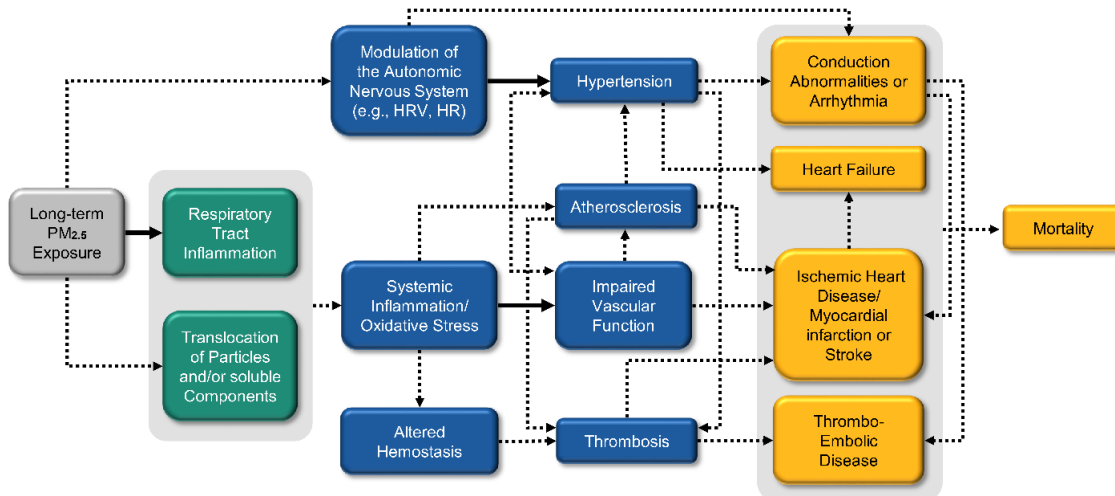 Modulation of
the Autonomic
Nervous System
(e.g., HRV, HR)
Hypertension
Conduction
Abnormalities or
Arrhythmia
Heart Failure
Long-term
PM2.5
Exposure
Respiratory
Tract
Inflammation
Atherosclerosis
Mortality
Systemic
Inflammation/
Oxidative Stress
Impaired
Vascular
Function
Ischemic Heart
Disease/
Myocardial
infarction or
Stroke
Translocation
of Particles
and/or soluble
Components
Altered
Hemostasis
Thrombosis
Thrombo-
Embolic
Disease